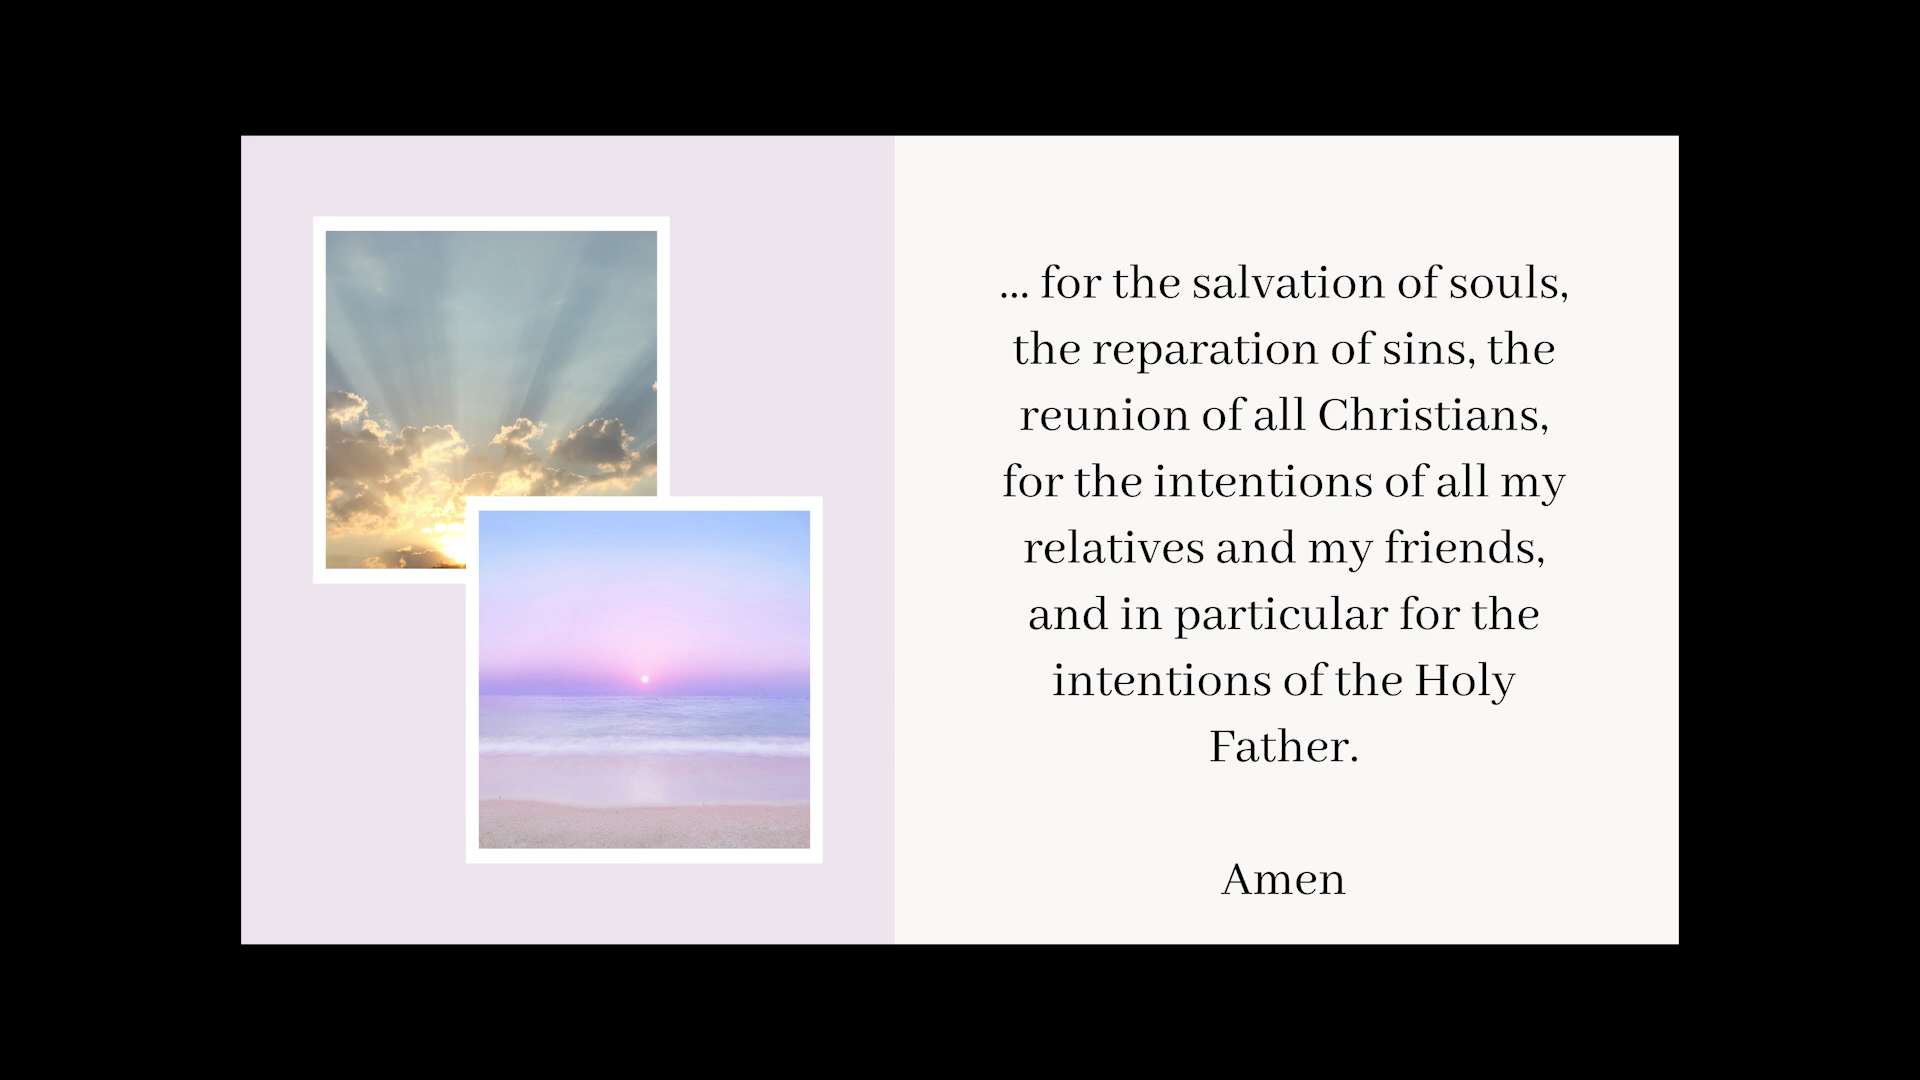 ... for the salvation of souls,
the reparation of sins, the
reunion of all Christians,
for the intentions of all my
relatives and my friends,
and in particular for the
intentions of the Holy
Father.
Amen